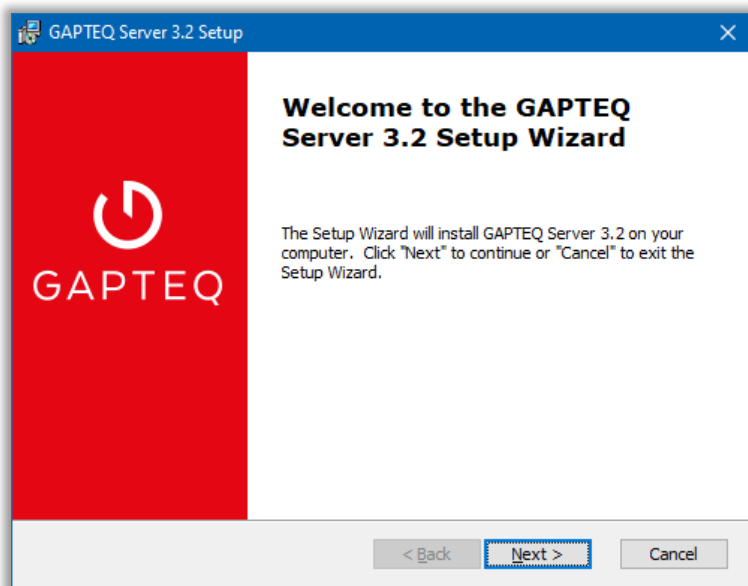 GAPTEQ Server 3.2 Setup
Welcome to the GAPTEQ
Server 3.2 Setup Wizard
GAPTEQ
The Setup Wizard will install GAPTEQ Server 3.2 on your
computer. Click "Next" to continue or "Cancel" to exit the
Setup Wizard.
< Back
Next >
Cancel